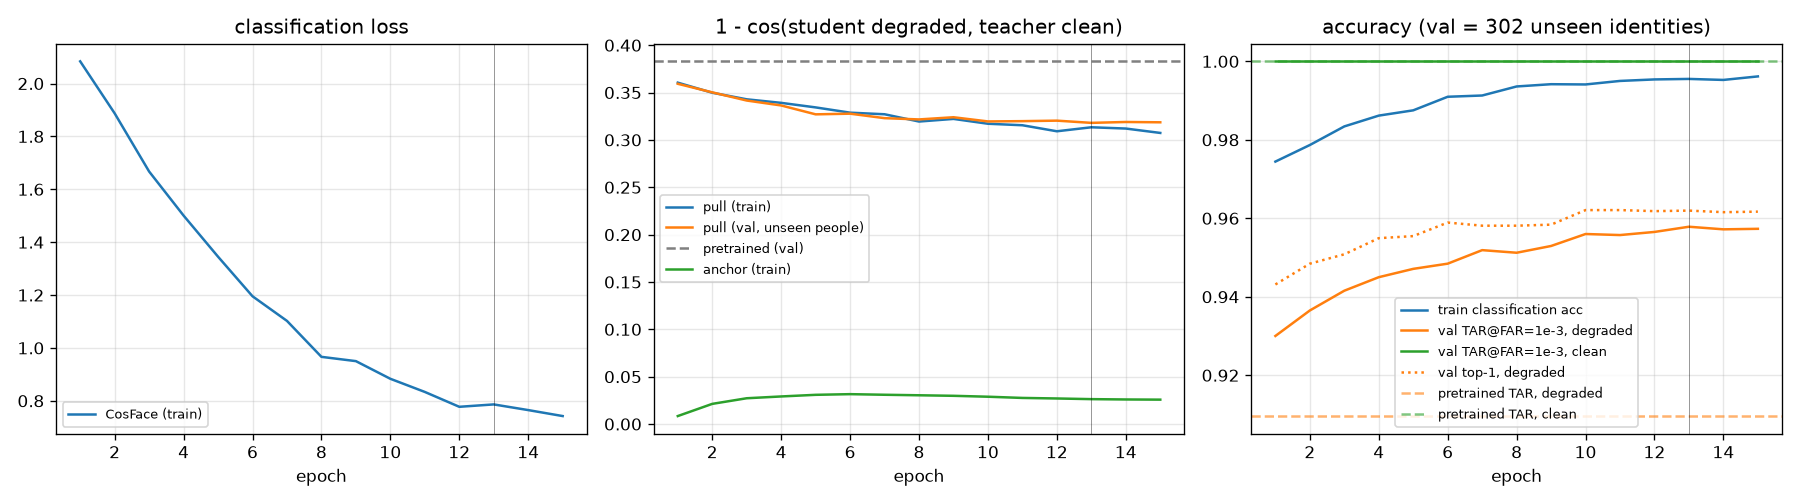 classification loss
2.0
1.8
1.6
1.4
1.2
1.0
0.8
CosFace (train)
2 4 6 8 10 12 14
epoch
1 - cos(student degraded, teacher clean)
0.40
0.35
0.30
0.25
0.20
0.15
0.10
0.05
0.00
pull (train)
pull (val, unseen people)
pretrained (val)
anchor (train)
2 4 6 8 10 12 14
epoch
accuracy (val = 302 unseen identities)
1.00
0.98
0.96
0.94
0.92
train classification acc
val TAR@FAR=1e-3, degraded
val TAR@FAR=1e-3, clean
val top-1, degraded
pretrained TAR, degraded
pretrained TAR, clean
2 4 6 8 10 12 14
epoch